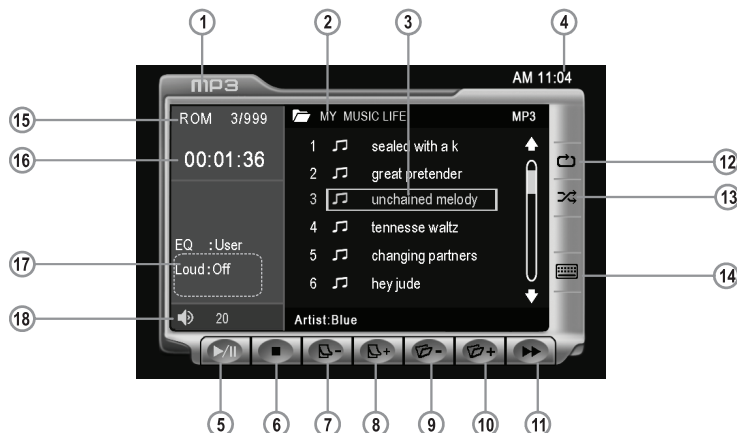 1 2 3 4
MP3 AM 11:04
ROM 3/999 MY MUSIC LIFE MP3
15
16
00:01:36
1 sealed with a k
2 great pretender
3 unchained melody
4 tennesse waltz
5 changing partners
6 hey jude
12
13
14
EQ :User
Loud:Off
17
18
20 Artist:Blue
- + - +
5 6 7 8 9 10 11